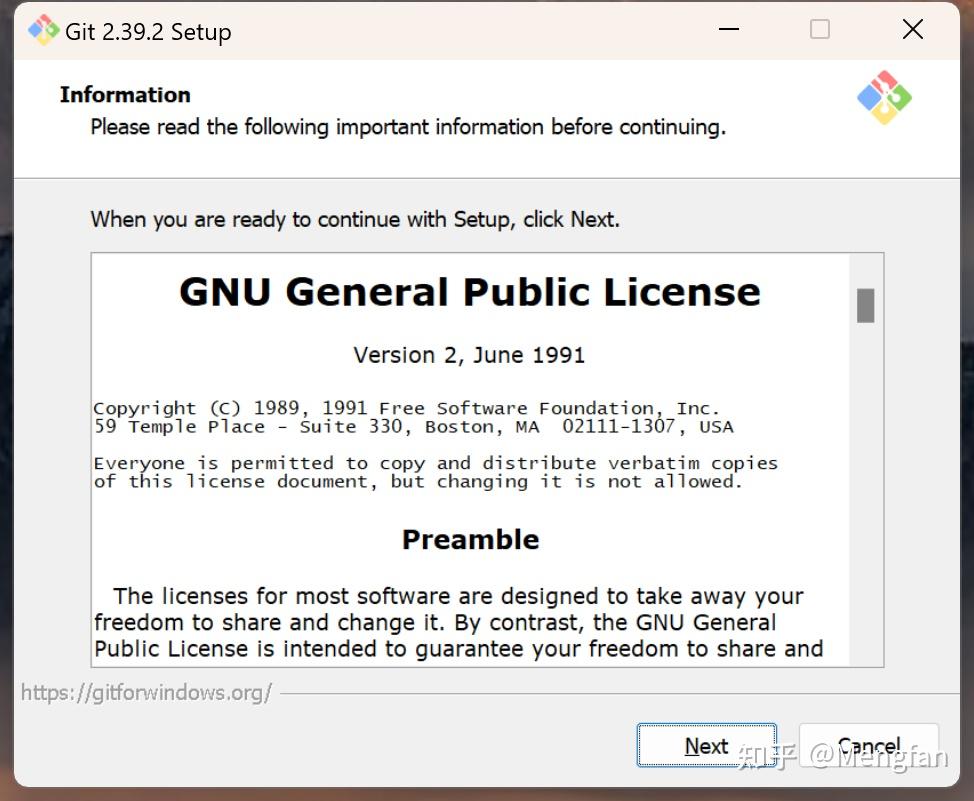 Git 2.39.2 Setup
Information
Please read the following important information before continuing.
When you are ready to continue with Setup, click Next.
GNU General Public License
Version 2, June 1991
Copyright (C) 1989, 1991 Free Software Foundation, Inc.
59 Temple Place - Suite 330, Boston, MA  02111-1307, USA
Everyone is permitted to copy and distribute verbatim copies
of this license document, but changing it is not allowed.
Preamble
The licenses for most software are designed to take away your
freedom to share and change it. By contrast, the GNU General
Public License is intended to guarantee your freedom to share and
https://gitforwindows.org/
Next
Cancel
知乎 @Mengfan